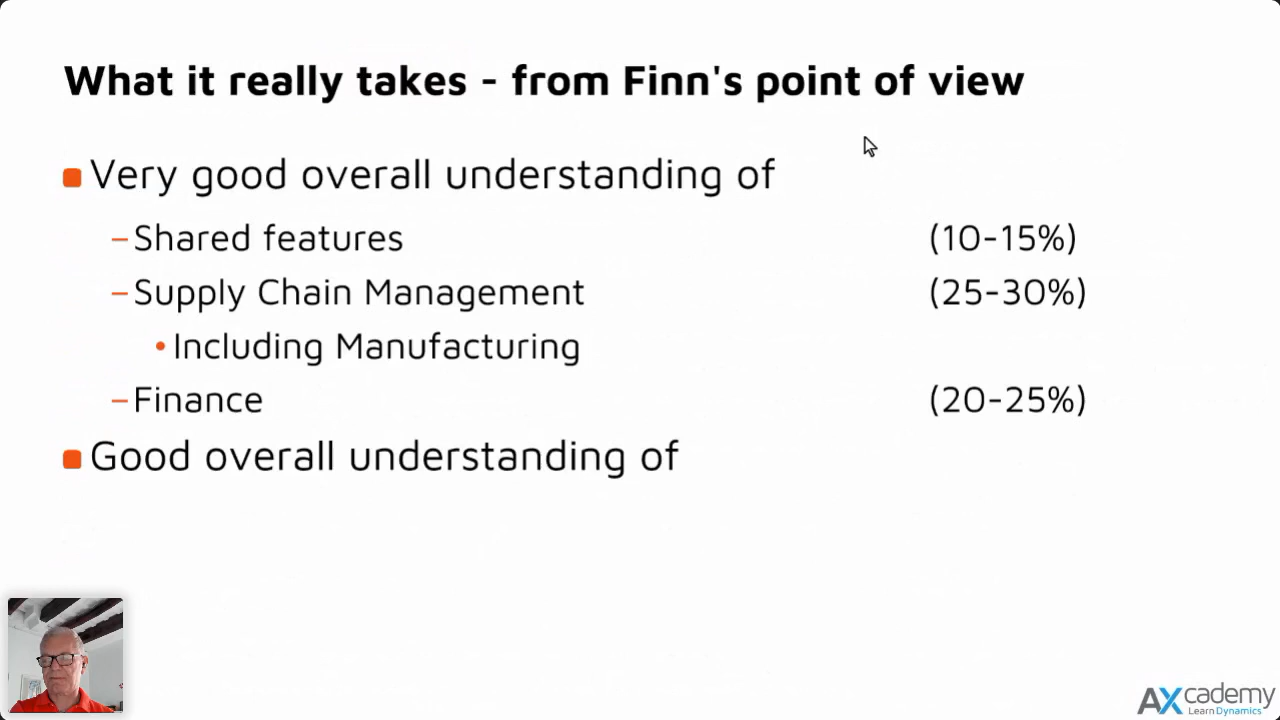 What it really takes - from Finn's point of view
Very good overall understanding of
–Shared features (10-15%)
–Supply Chain Management (25-30%)
•Including Manufacturing
–Finance (20-25%)
Good overall understanding of
AXcademy
Learn Dynamics